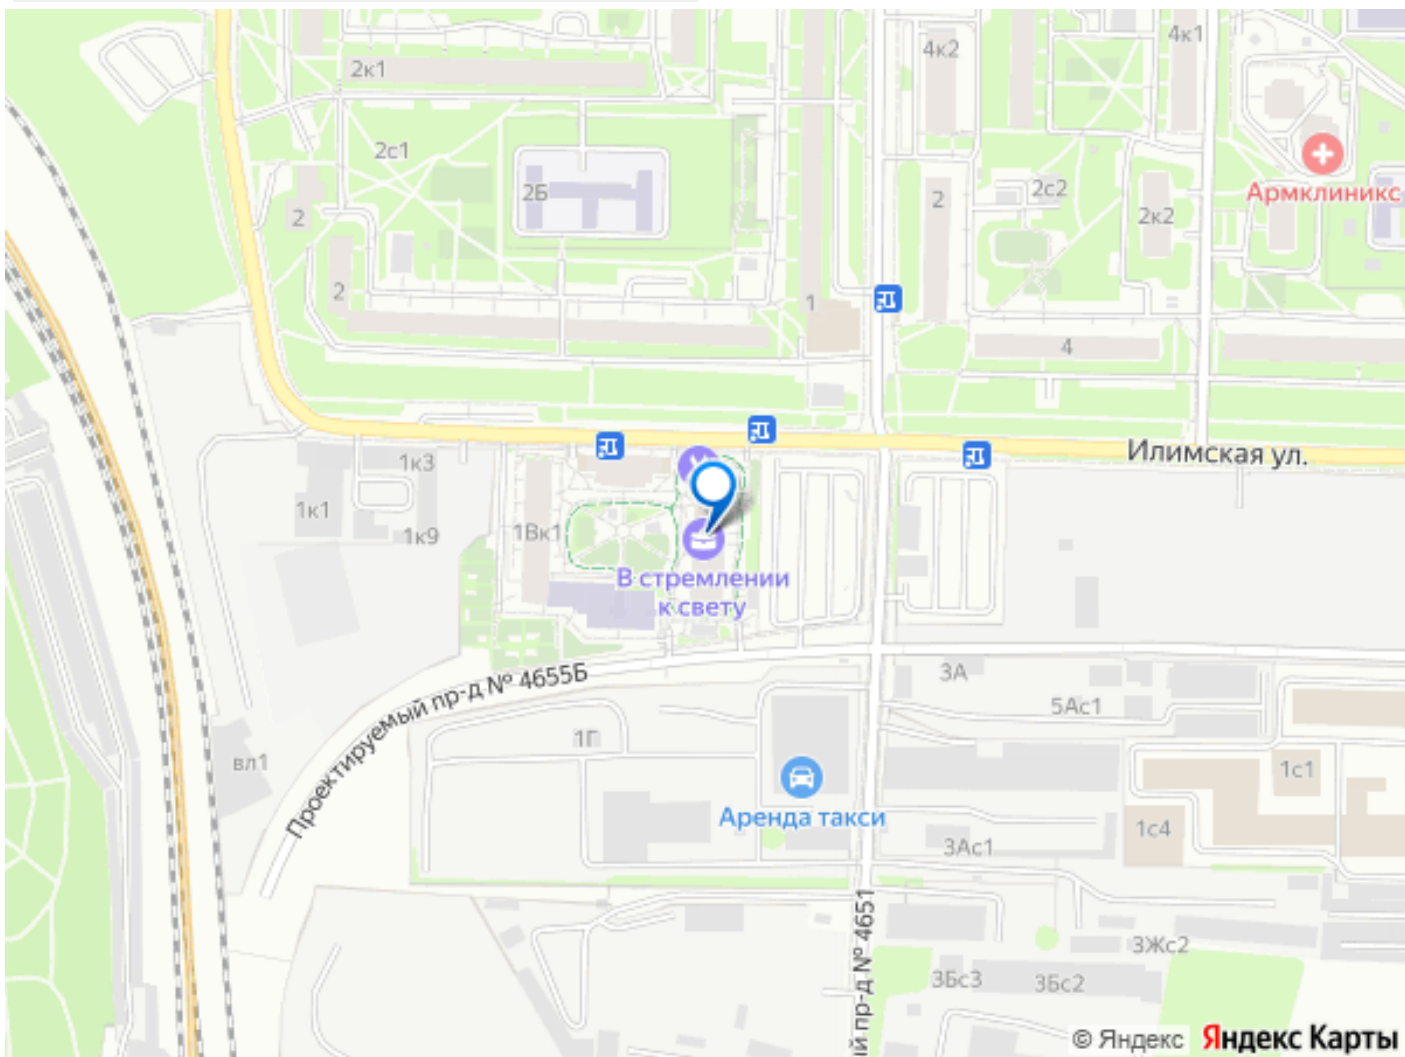 2к1
4к2
4к1
2с1
2Б
2
2
2
2с2
2к2
Армклиникс
2
1
4
Илимская ул.
1к3
1к1
1к9
1Вк1
В стремлении
к свету
Проектируемый пр-д № 4655Б
3А
5Ас1
1Г
вл1
1с1
Аренда такси
1с4
3Ас1
ый пр-д № 4651
3Жс2
3Бс3
3Бс2
© Яндекс Яндекс Карты